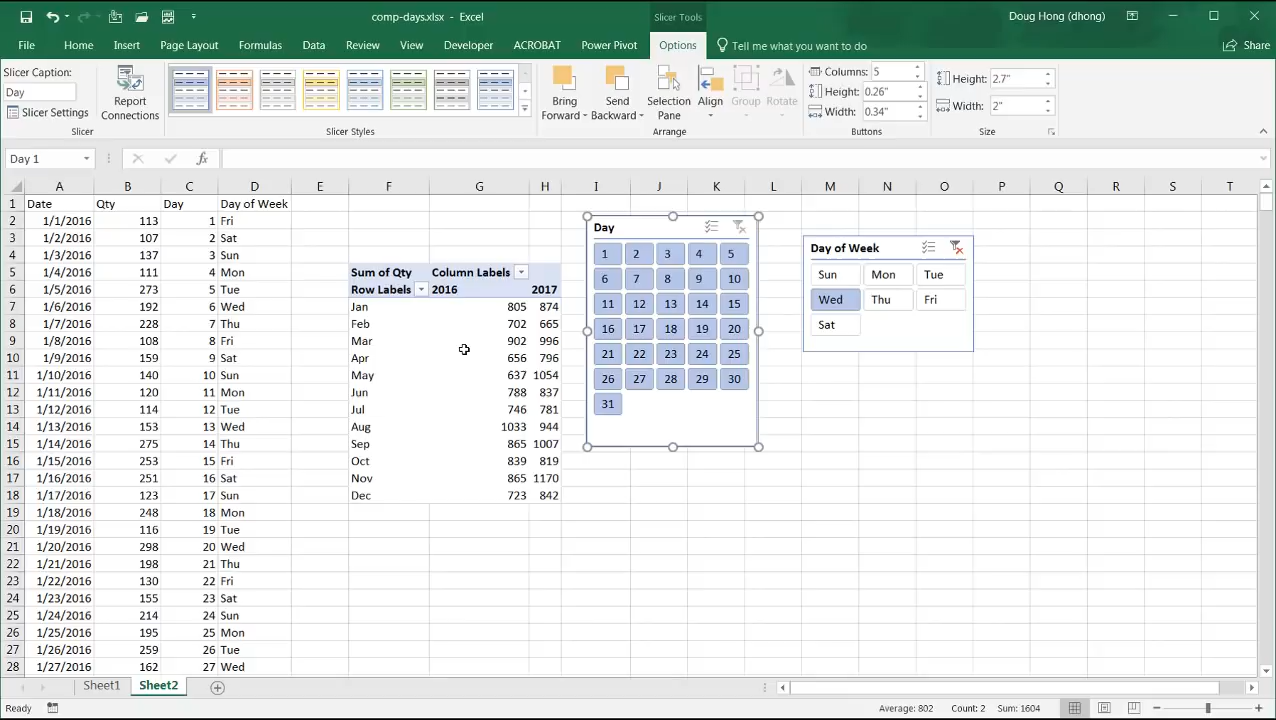 comp-days.xlsx - Excel
Slicer Tools
Doug Hong (dhong)
File Home Insert Page Layout Formulas Data Review View Developer ACROBAT Power Pivot Options Tell me what you want to do Share
Slicer Caption:
Day
Slicer Settings
Report Connections
Bring Forward
Send Backward
Selection Pane
Align
Group
Rotate
Columns: 5
Height: 0.26"
Width: 0.34"
Height: 2.7"
Width: 2"
Slicer Slicer Styles Arrange Buttons Size
Day 1 fx
A B C D E F G H I J K L M N O P Q R S T
1 Date Qty Day Day of Week
2 1/1/2016 113 1 Fri
3 1/2/2016 107 2 Sat
4 1/3/2016 137 3 Sun
5 1/4/2016 111 4 Mon Sum of Qty Column Labels
6 1/5/2016 273 5 Tue Row Labels 2016 2017
7 1/6/2016 192 6 Wed Jan 805 874
8 1/7/2016 228 7 Thu Feb 702 665
9 1/8/2016 108 8 Fri Mar 902 996
10 1/9/2016 159 9 Sat Apr 656 796
11 1/10/2016 140 10 Sun May 637 1054
12 1/11/2016 120 11 Mon Jun 788 837
13 1/12/2016 114 12 Tue Jul 746 781
14 1/13/2016 153 13 Wed Aug 1033 944
15 1/14/2016 275 14 Thu Sep 865 1007
16 1/15/2016 253 15 Fri Oct 839 819
17 1/16/2016 251 16 Sat Nov 865 1170
18 1/17/2016 123 17 Sun Dec 723 842
19 1/18/2016 248 18 Mon
20 1/19/2016 116 19 Tue
21 1/20/2016 298 20 Wed
22 1/21/2016 198 21 Thu
23 1/22/2016 130 22 Fri
24 1/23/2016 155 23 Sat
25 1/24/2016 214 24 Sun
26 1/25/2016 195 25 Mon
27 1/26/2016 259 26 Tue
28 1/27/2016 162 27 Wed
Day
1 2 3 4 5
6 7 8 9 10
11 12 13 14 15
16 17 18 19 20
21 22 23 24 25
26 27 28 29 30
31
Day of Week
Sun Mon Tue
Wed Thu Fri
Sat
Sheet1 Sheet2
Ready Average: 802 Count: 2 Sum: 1604